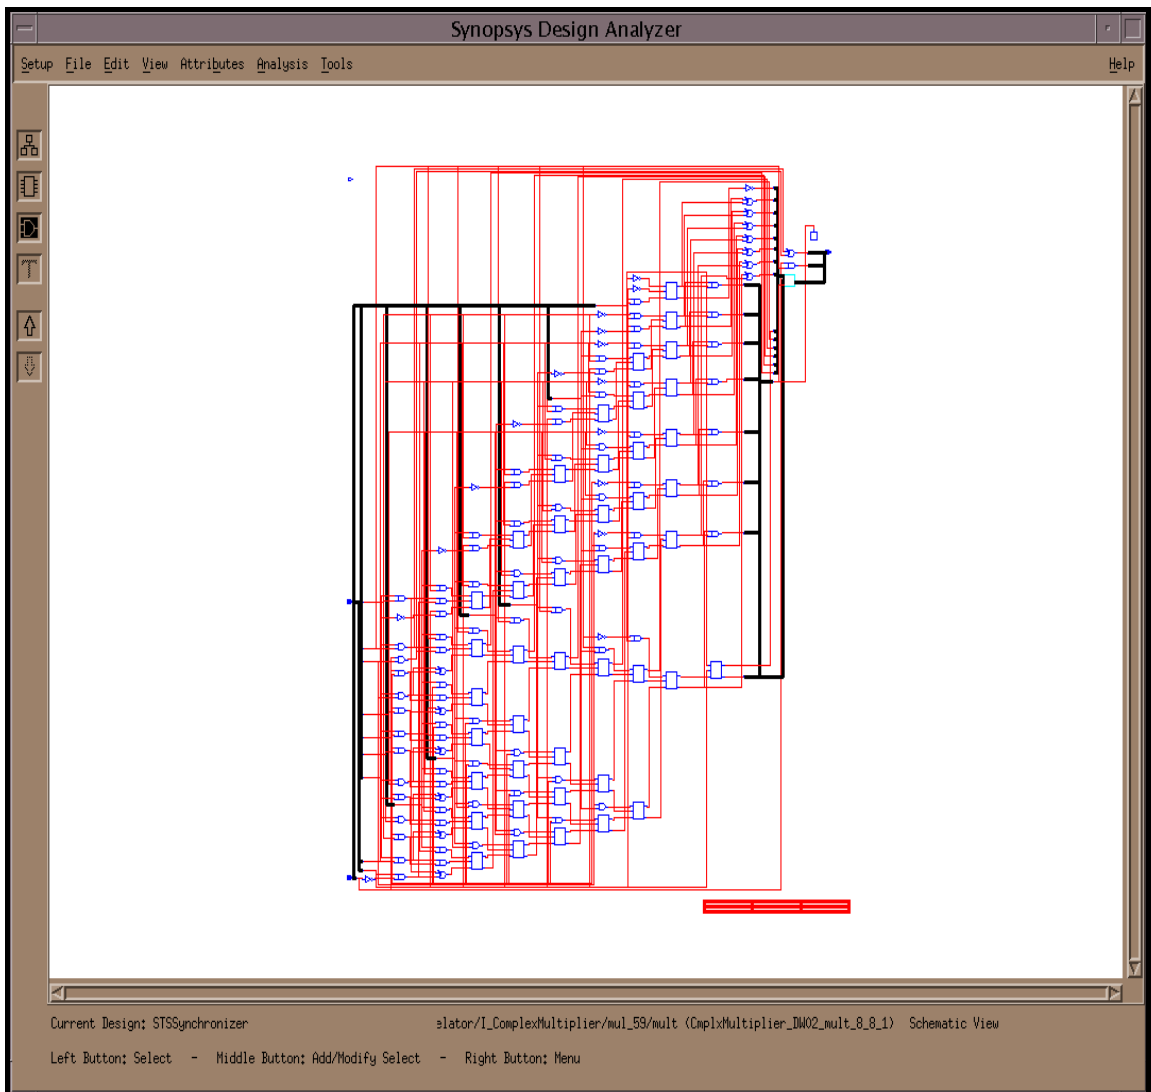 Synopsys Design Analyzer
Setup File Edit View Attributes Analysis Tools Help
Current Design: STSSynchronizer elator/I_ComplexMultiplier/mul_59/mult (CmplxMultiplier_DW02_mult_8_8_1) Schematic View
Left Button: Select - Middle Button: Add/Modify Select - Right Button: Menu